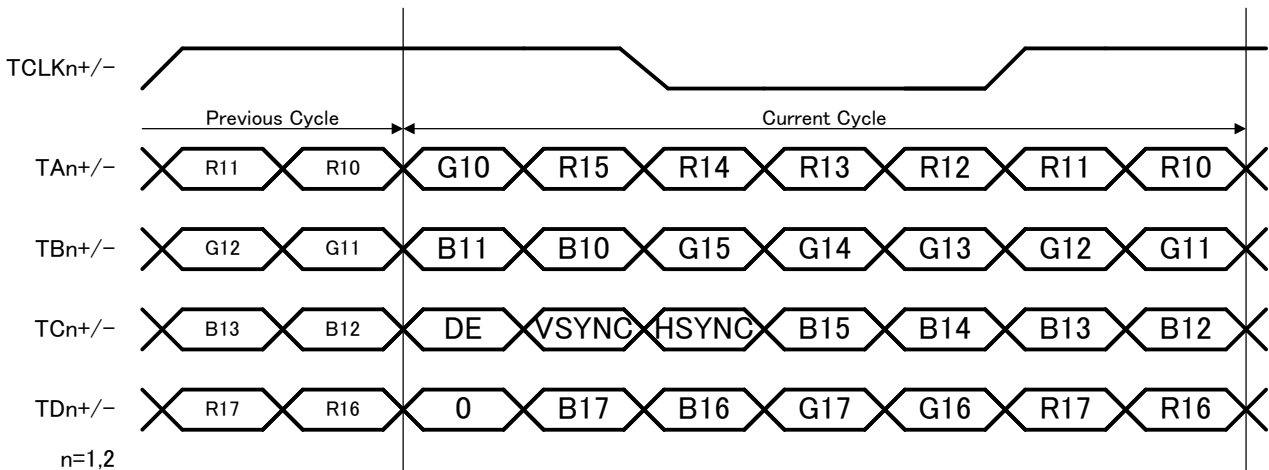 TCLKn+/-
Previous Cycle Current Cycle
TAn+/- R11 R10 G10 R15 R14 R13 R12 R11 R10
TBn+/- G12 G11 B11 B10 G15 G14 G13 G12 G11
TCn+/- B13 B12 DE VSYNC HSYNC B15 B14 B13 B12
TDn+/- R17 R16 0 B17 B16 G17 G16 R17 R16
n=1,2